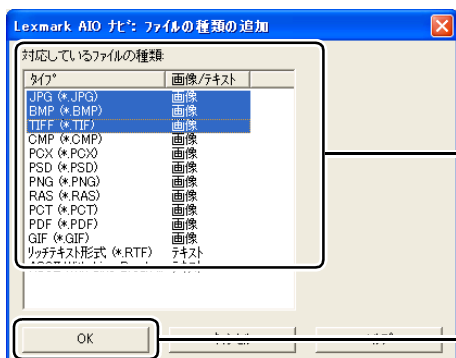 Lexmark AIO ナビ: ファイルの種類の追加
対応しているファイルの種類:
タイプ 画像/テキスト
JPG (*.JPG) 画像
BMP (*.BMP) 画像
TIFF (*.TIF) 画像
CMP (*.CMP) 画像
PCX (*.PCX) 画像
PSD (*.PSD) 画像
PNG (*.PNG) 画像
RAS (*.RAS) 画像
PCT (*.PCT) 画像
PDF (*.PDF) 画像
GIF (*.GIF) 画像
リッチテキスト形式 (*.RTF) テキスト
OK